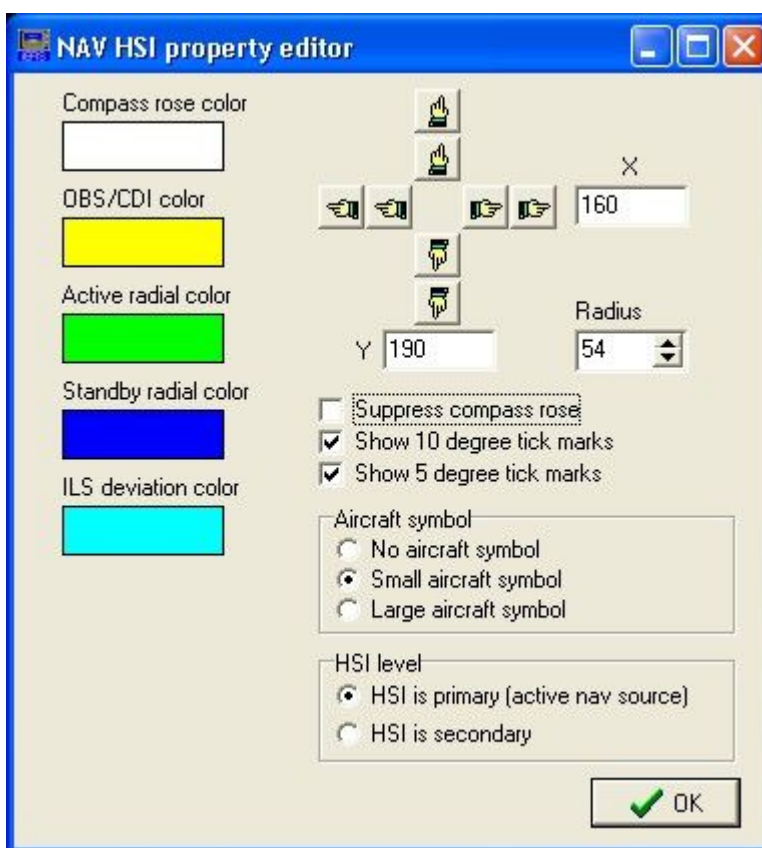 NAV HSI property editor
Compass rose color
OBS/CDI color
Active radial color
Standby radial color
ILS deviation color
X
160
Y 190
Radius
54
Suppress compass rose
Show 10 degree tick marks
Show 5 degree tick marks
Aircraft symbol
No aircraft symbol
Small aircraft symbol
Large aircraft symbol
HSI level
HSI is primary (active nav source)
HSI is secondary
OK